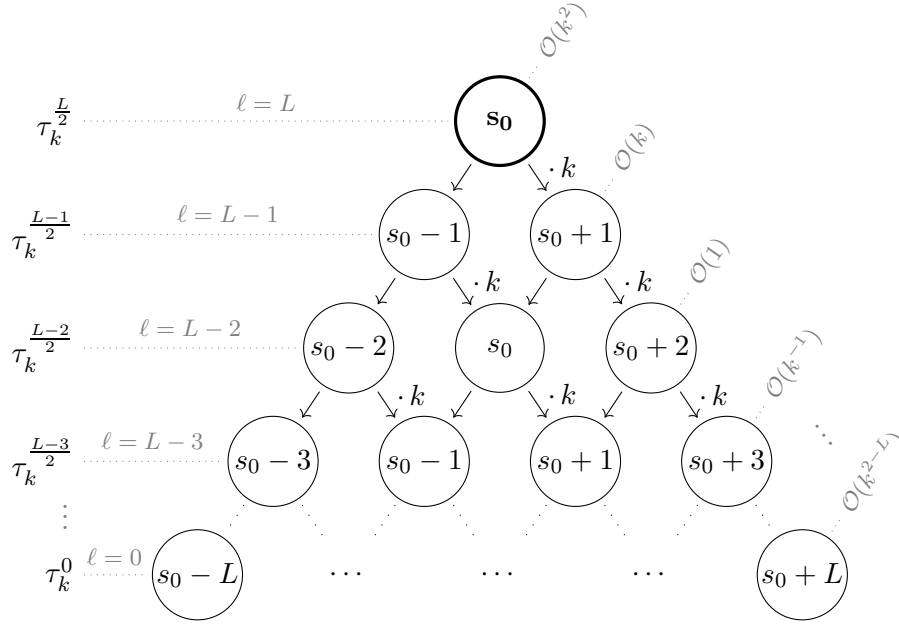 𝒪(k²)
τ_k^{L/2} ℓ = L s₀
𝒪(k)
· k
τ_k^{(L−1)/2} ℓ = L − 1 s₀ − 1 s₀ + 1
𝒪(1)
· k · k
τ_k^{(L−2)/2} ℓ = L − 2 s₀ − 2 s₀ s₀ + 2
𝒪(k⁻¹)
· k · k · k
τ_k^{(L−3)/2} ℓ = L − 3 s₀ − 3 s₀ − 1 s₀ + 1 s₀ + 3 ⋱
𝒪(k^{2−L})
⋮
τ_k^0 ℓ = 0 s₀ − L ⋯ ⋯ ⋯ s₀ + L